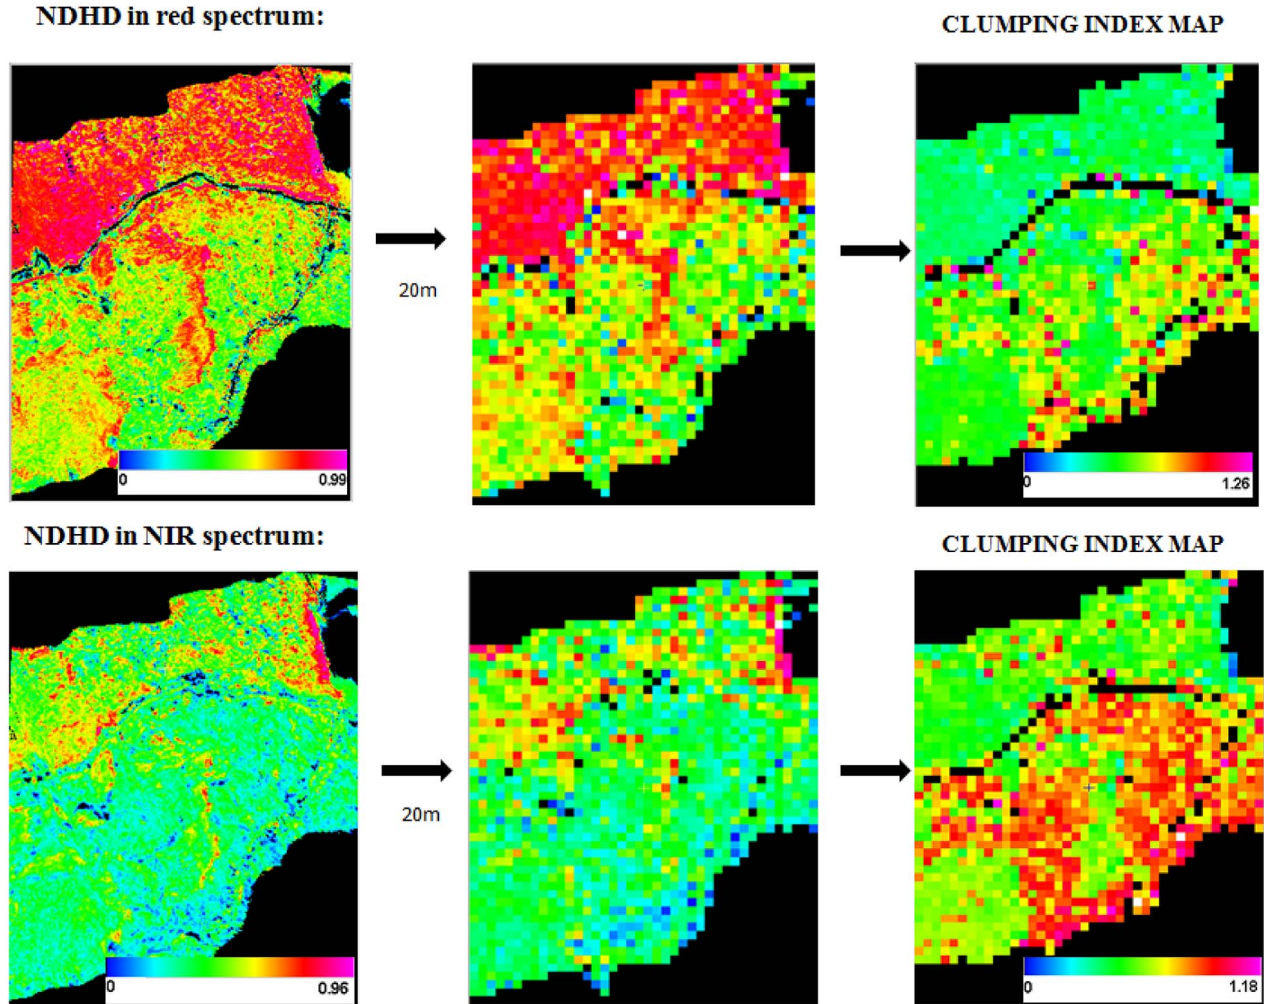 NDHD in red spectrum:
CLUMPING INDEX MAP
20m
0 0.99
0 1.26
NDHD in NIR spectrum:
CLUMPING INDEX MAP
20m
0 0.96
0 1.18